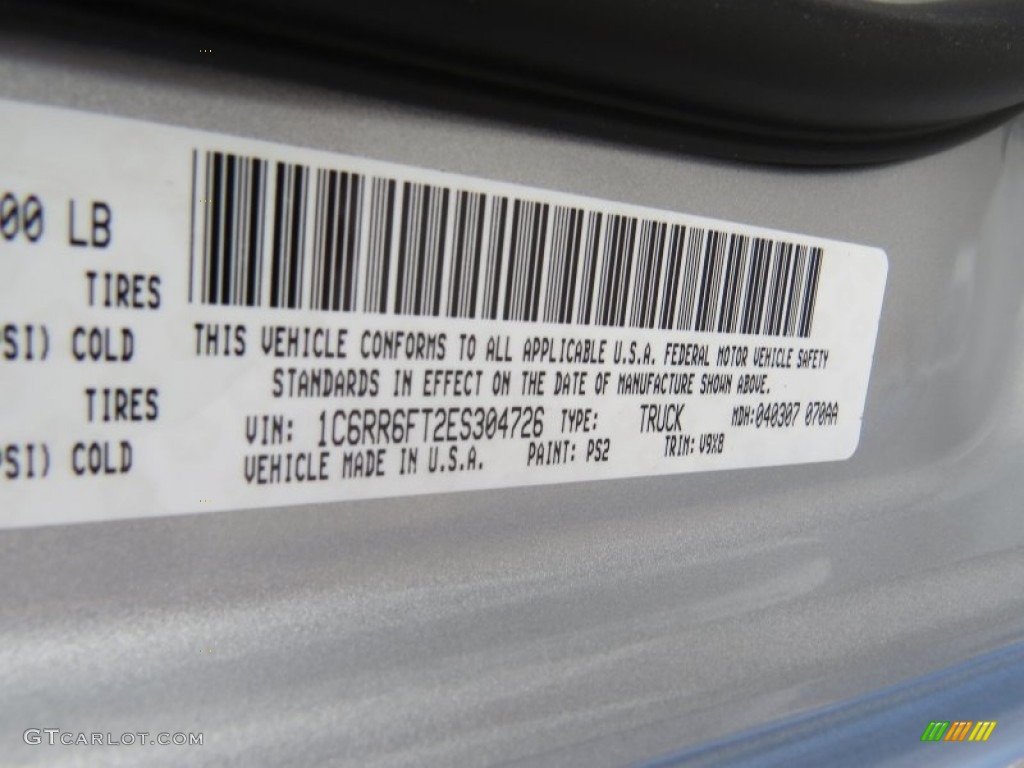 00 LB
TIRES
PSI) COLD
TIRES
PSI) COLD
THIS VEHICLE CONFORMS TO ALL APPLICABLE U.S.A. FEDERAL MOTOR VEHICLE SAFETY
STANDARDS IN EFFECT ON THE DATE OF MANUFACTURE SHOWN ABOVE.
VIN: 1C6RR6FT2ES304726 TYPE: TRUCK MDH:040307 070AA
VEHICLE MADE IN U.S.A. PAINT: PS2 TRIM: V9X8
GTCARLOT.COM